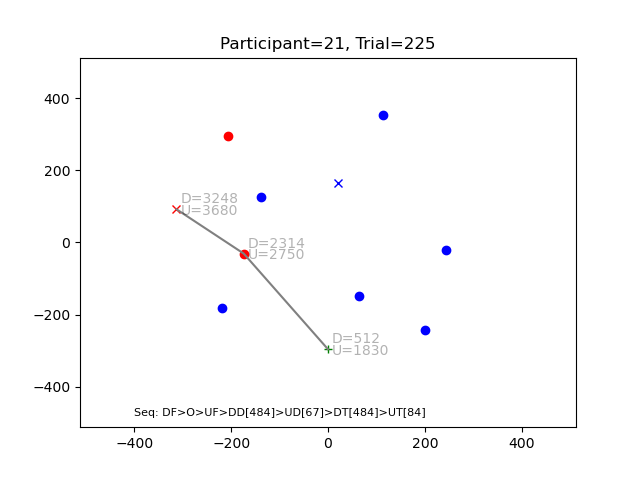 Participant=21, Trial=225
400
200
0
−200
−400
D=3248
U=3680
D=2314
U=2750
D=512
U=1830
Seq: DF>O>UF>DD[484]>UD[67]>DT[484]>UT[84]
−400 −200 0 200 400